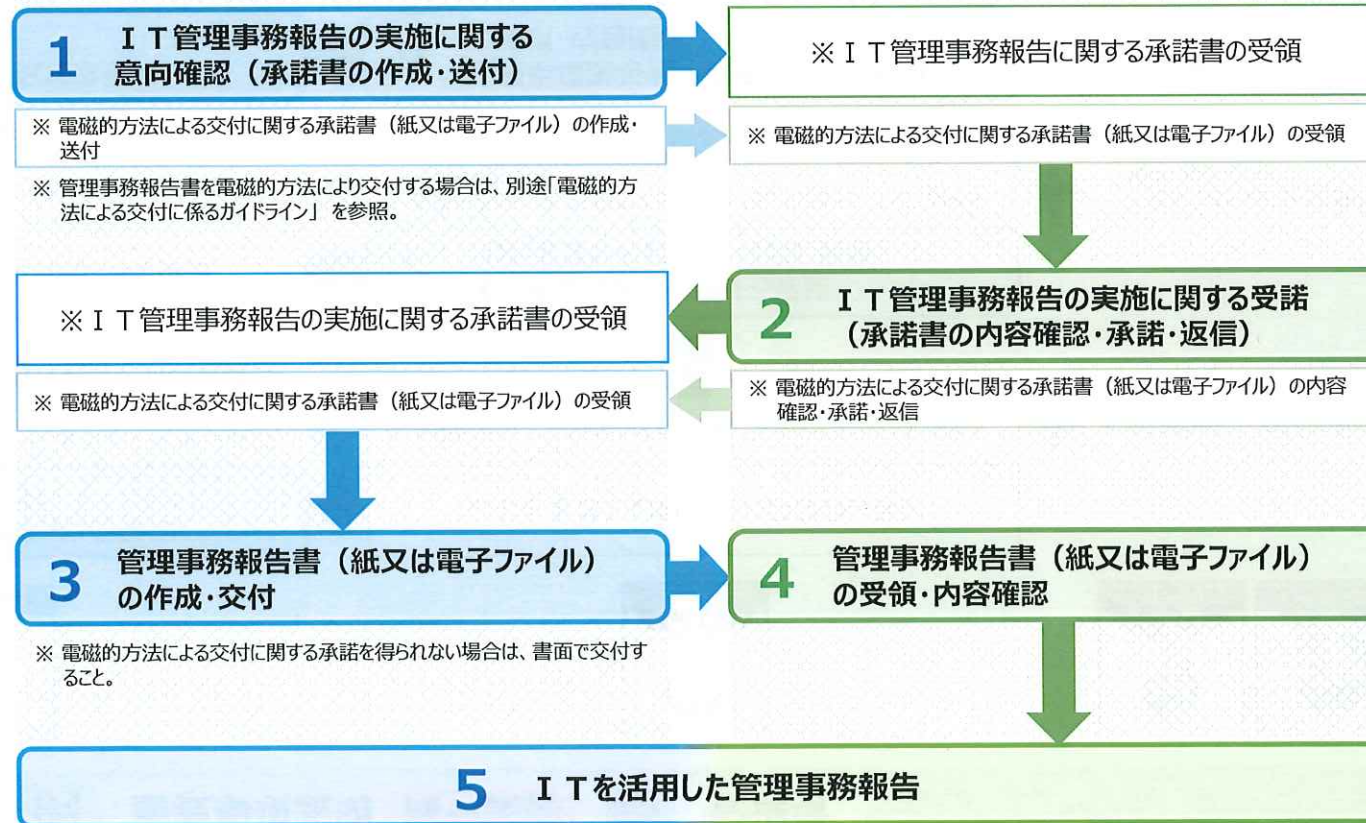 1
ＩＴ管理事務報告の実施に関する
意向確認（承諾書の作成・送付）
※ＩＴ管理事務報告に関する承諾書の受領
※ 電磁的方法による交付に関する承諾書（紙又は電子ファイル）の作成・
送付
※ 電磁的方法による交付に関する承諾書（紙又は電子ファイル）の受領
※ 管理事務報告書を電磁的方法により交付する場合は、別途「電磁的方
法による交付に係るガイドライン」を参照。
※ＩＴ管理事務報告の実施に関する承諾書の受領
2
ＩＴ管理事務報告の実施に関する受諾
（承諾書の内容確認・承諾・返信）
※ 電磁的方法による交付に関する承諾書（紙又は電子ファイル）の受領
※ 電磁的方法による交付に関する承諾書（紙又は電子ファイル）の内容
確認・承諾・返信
3
管理事務報告書（紙又は電子ファイル）
の作成・交付
4
管理事務報告書（紙又は電子ファイル）
の受領・内容確認
※ 電磁的方法による交付に関する承諾を得られない場合は、書面で交付す
ること。
5 ＩＴを活用した管理事務報告